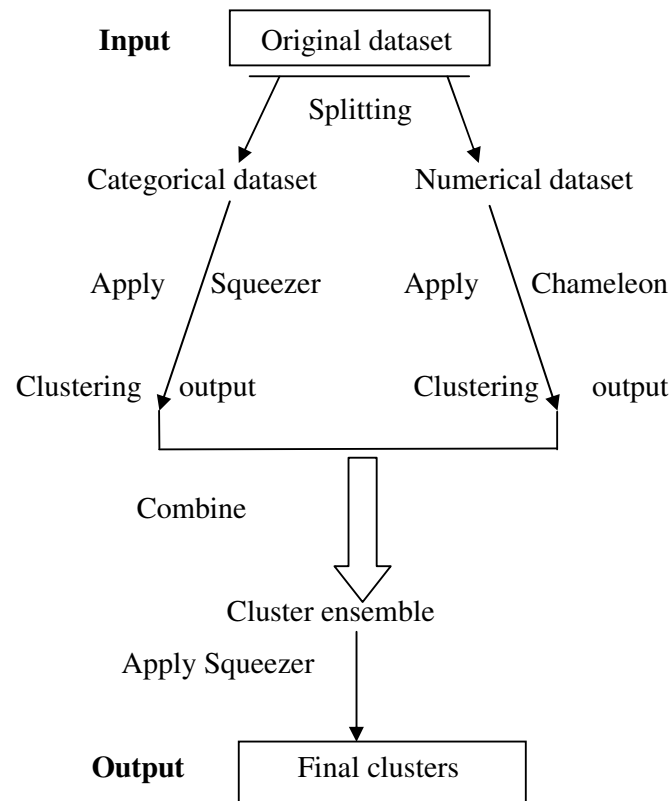 Input Original dataset
Splitting
Categorical dataset Numerical dataset
Apply Squeezer Apply Chameleon
Clustering output Clustering output
Combine
Cluster ensemble
Apply Squeezer
Output Final clusters